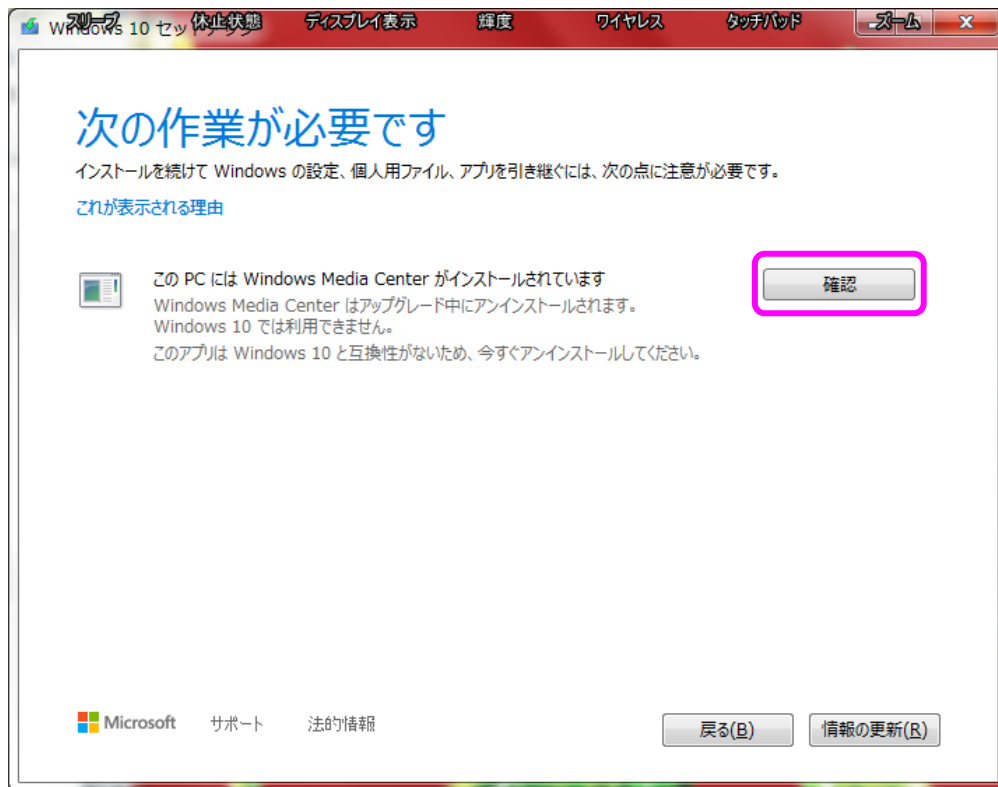 スリープ 休止状態 ディスプレイ表示 輝度 ワイヤレス タッチパッド ズーム
Windows 10 セッ
次の作業が必要です
インストールを続けて Windows の設定、個人用ファイル、アプリを引き継ぐには、次の点に注意が必要です。
これが表示される理由
この PC には Windows Media Center がインストールされています
確認
Windows Media Center はアップグレード中にアンインストールされます。
Windows 10 では利用できません。
このアプリは Windows 10 と互換性がないため、今すぐアンインストールしてください。
Microsoft サポート 法的情報
戻る(B) 情報の更新(R)